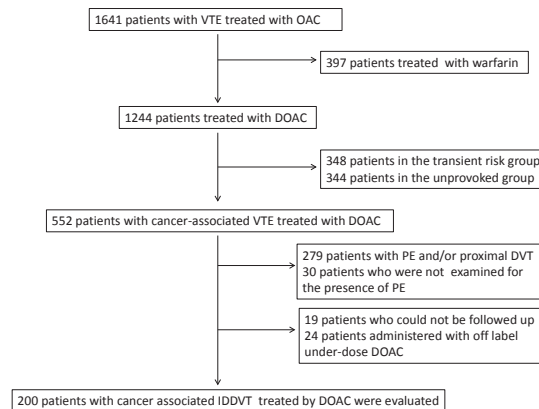 1641 patients with VTE treated with OAC
397 patients treated with warfarin
1244 patients treated with DOAC
348 patients in the transient risk group
344 patients in the unprovoked group
552 patients with cancer-associated VTE treated with DOAC
279 patients with PE and/or proximal DVT
30 patients who were not examined for
the presence of PE
19 patients who could not be followed up
24 patients administered with off label
under-dose DOAC
200 patients with cancer associated IDDVT treated by DOAC were evaluated